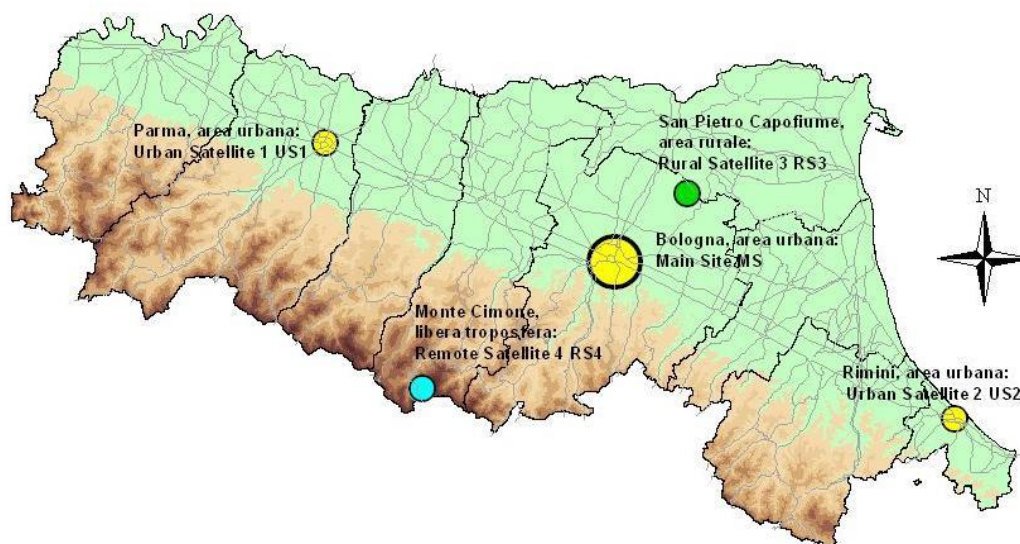 Parma, area urbana:
Urban Satellite 1 US1
San Pietro Capofiume,
area rurale:
Rural Satellite 3 RS3
N
Bologna, area urbana:
Main Site MS
Monte Cimone,
libera troposfera:
Remote Satellite 4 RS4
Rimini, area urbana:
Urban Satellite 2 US2